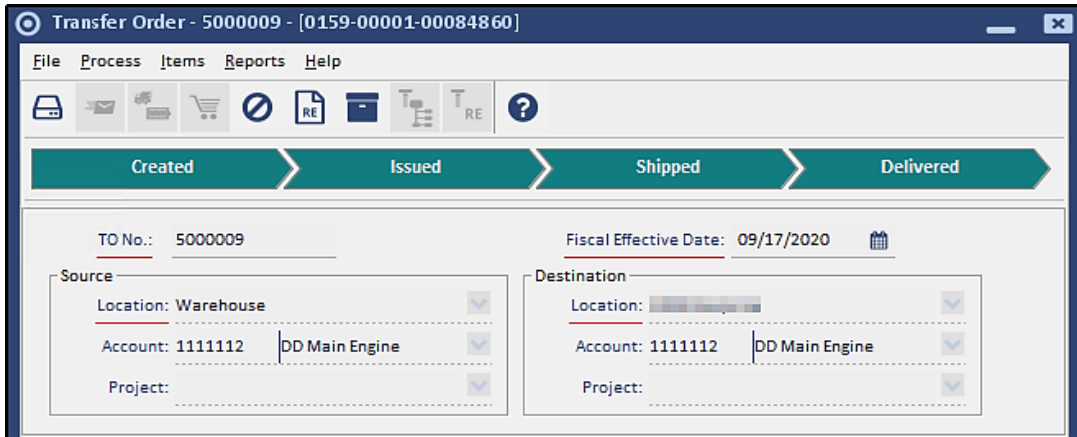 Transfer Order - 5000009 - [0159-00001-00084860]
File Process Items Reports Help
RE T T RE ?
Created Issued Shipped Delivered
TO No.: 5000009 Fiscal Effective Date: 09/17/2020
Source Destination
Location: Warehouse Location:
Account: 1111112 DD Main Engine Account: 1111112 DD Main Engine
Project: Project: